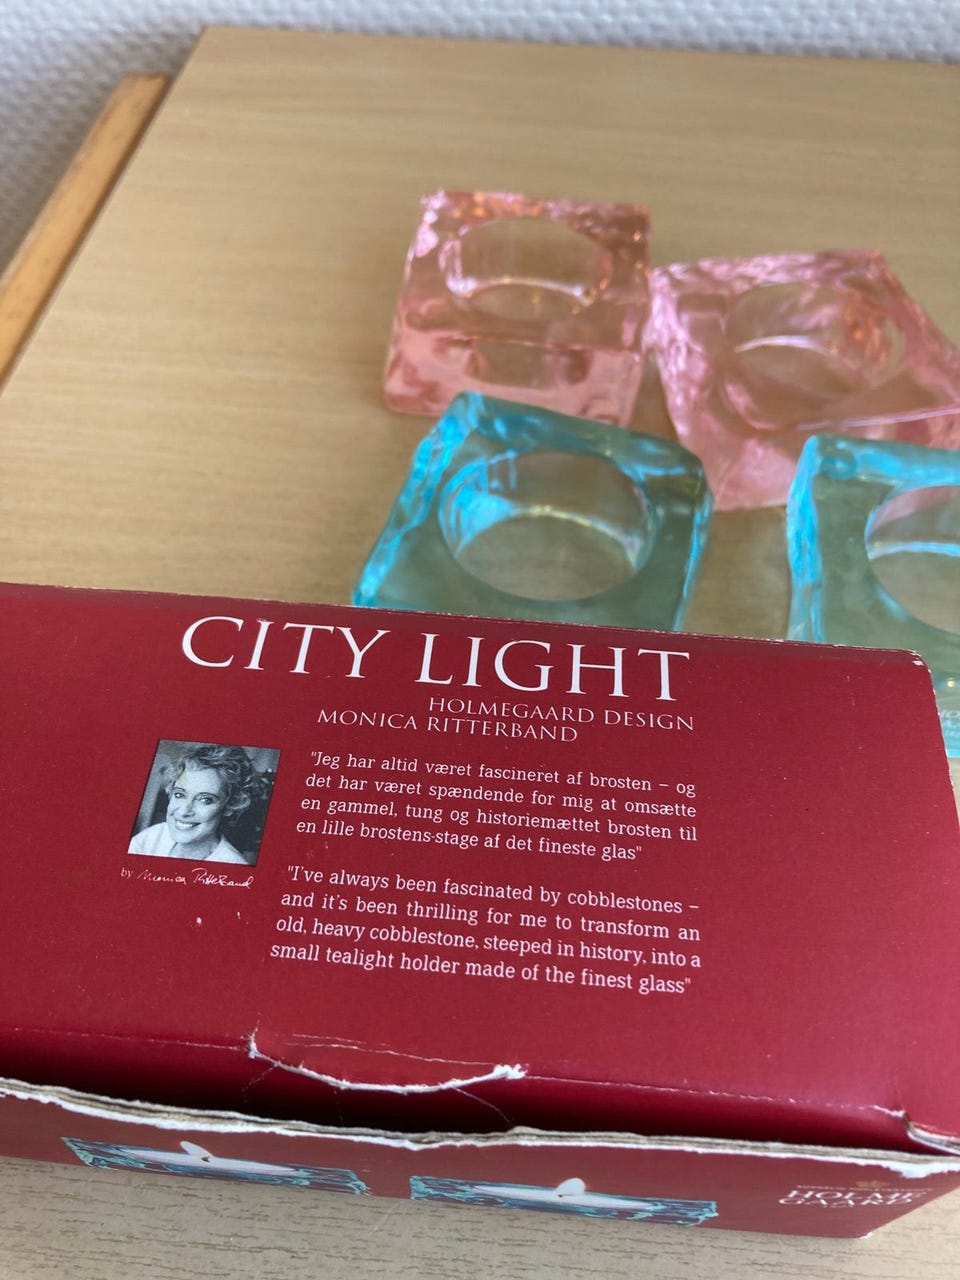 CITY LIGHT
HOLMEGAARD DESIGN
MONICA RITTERBAND
"Jeg har altid været fascineret af brosten – og
det har været spændende for mig at omsætte
en gammel, tung og historiemættet brosten til
en lille brostens-stage af det fineste glas"
by Monica Ritterband
"I've always been fascinated by cobblestones –
and it's been thrilling for me to transform an
old, heavy cobblestone, steeped in history, into a
small tealight holder made of the finest glass"
HOLME
GAARD